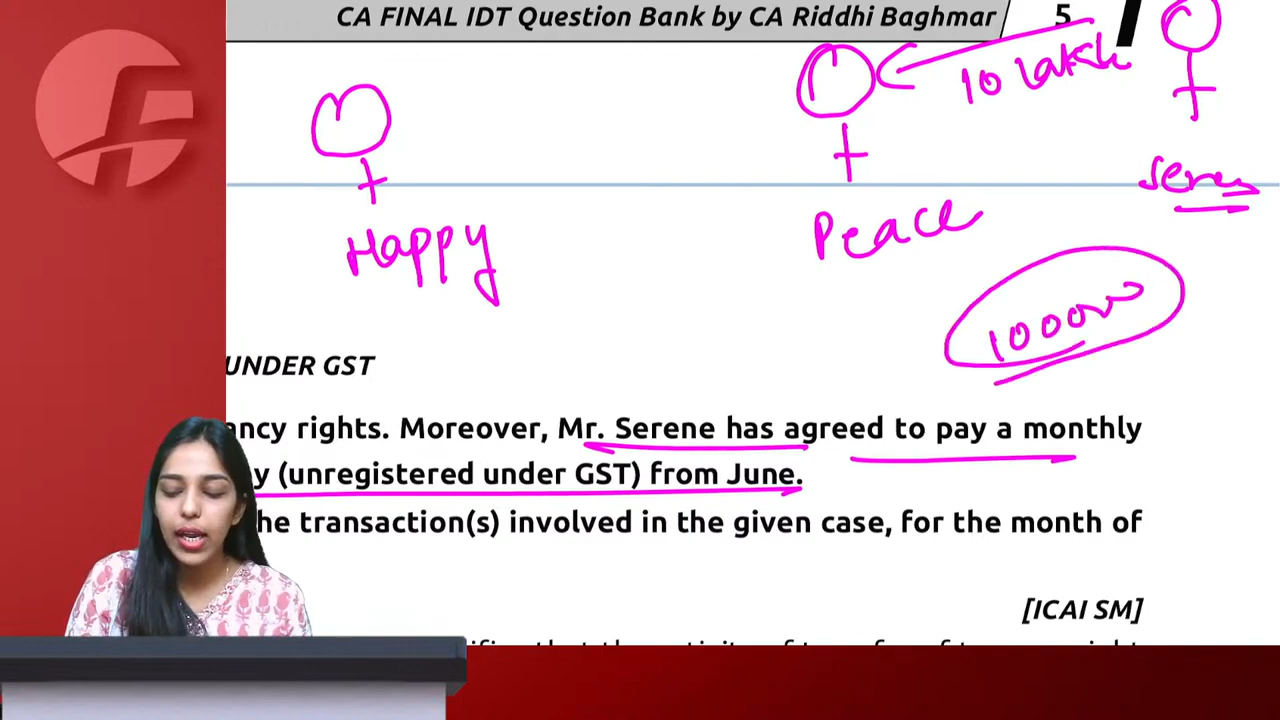 CA FINAL IDT Question Bank by CA Riddhi Baghmar 5
10 lakh
Happy
Peace
UNDER GST
ancy rights. Moreover, Mr. Serene has agreed to pay a monthly
y (unregistered under GST) from June.
he transaction(s) involved in the given case, for the month of
[ICAI SM]